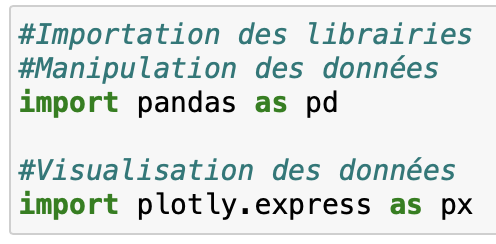 #Importation des librairies
#Manipulation des données
import pandas as pd
#Visualisation des données
import plotly.express as px